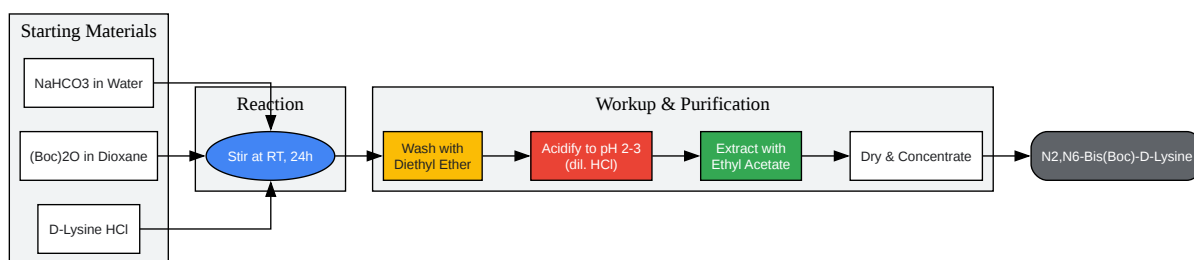 Starting Materials
NaHCO3 in Water
(Boc)2O in Dioxane
D-Lysine HCl
Reaction
Stir at RT, 24h
Workup & Purification
Wash with
Diethyl Ether
Acidify to pH 2-3
(dil. HCl)
Extract with
Ethyl Acetate
Dry & Concentrate
N2,N6-Bis(Boc)-D-Lysine